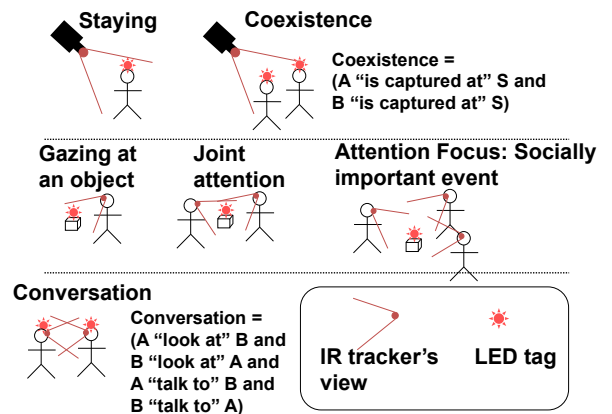 Staying
Coexistence
Coexistence =
(A “is captured at” S and
B “is captured at” S)
Gazing at
an object
Joint
attention
Attention Focus: Socially
important event
Conversation
Conversation =
(A “look at” B and
B “look at” A and
A “talk to” B and
B “talk to” A)
IR tracker’s
view
LED tag